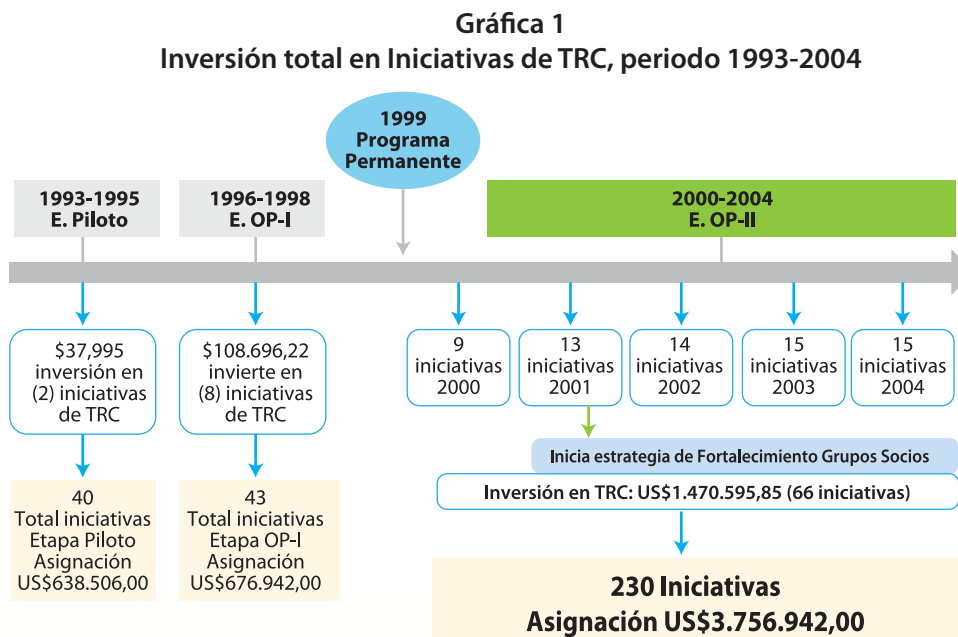 Gráfica 1
Inversión total en Iniciativas de TRC, periodo 1993-2004
1999
Programa
Permanente
1993-1995
E. Piloto
1996-1998
E. OP-I
2000-2004
E. OP-II
$37,995
inversión en
(2) iniciativas
de TRC
$108.696,22
invierte en
(8) iniciativas
de TRC
9
iniciativas
2000
13
iniciativas
2001
14
iniciativas
2002
15
iniciativas
2003
15
iniciativas
2004
Inicia estrategia de Fortalecimiento Grupos Socios
Inversión en TRC: US$1.470.595,85 (66 iniciativas)
40
Total iniciativas
Etapa Piloto
Asignación
US$638.506,00
43
Total iniciativas
Etapa OP-I
Asignación
US$676.942,00
230 Iniciativas
Asignación US$3.756.942,00